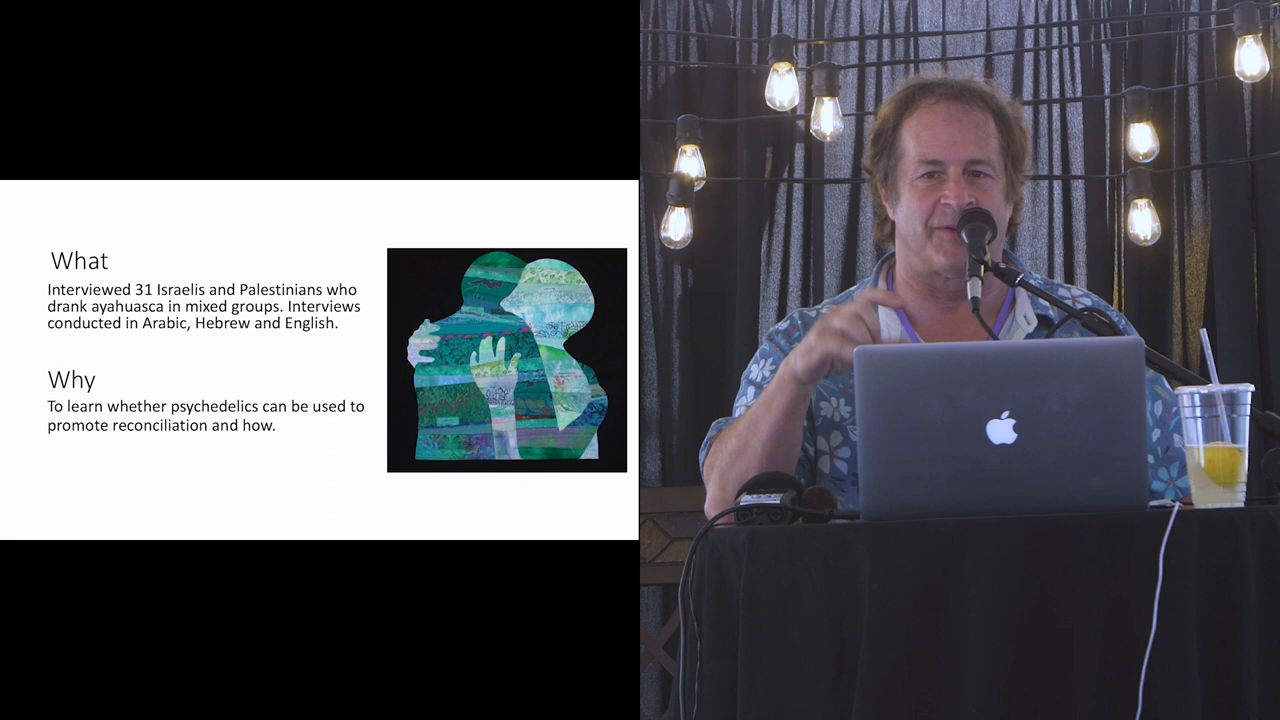 What
Interviewed 31 Israelis and Palestinians who
drank ayahuasca in mixed groups. Interviews
conducted in Arabic, Hebrew and English.
Why
To learn whether psychedelics can be used to
promote reconciliation and how.